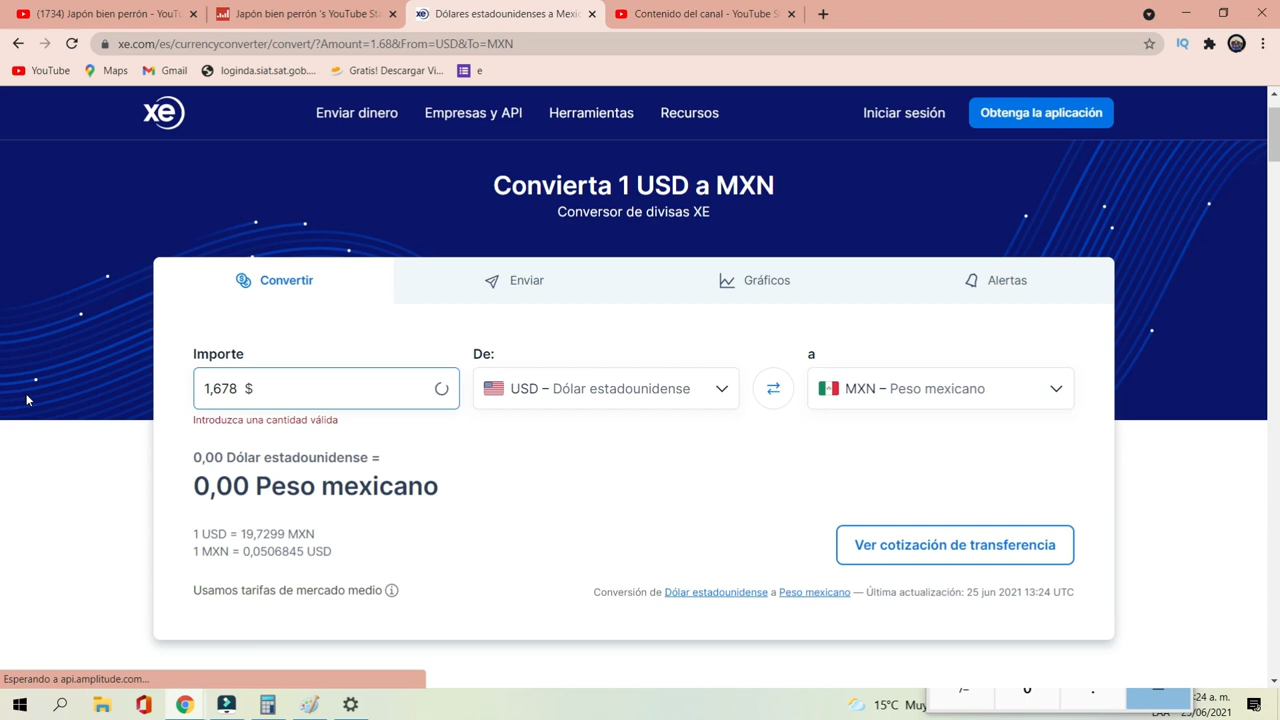 (1734) Japón bien perrón - YouTu
Japón bien perrón 's YouTube Sta
Dólares estadounidenses a Mexic
Contenido del canal - YouTube S
xe.com/es/currencyconverter/convert/?Amount=1.68&From=USD&To=MXN
YouTube
Maps
Gmail
loginda.siat.sat.gob....
Gratis! Descargar Vi...
e
xe
Enviar dinero
Empresas y API
Herramientas
Recursos
Iniciar sesión
Obtenga la aplicación
Convierta 1 USD a MXN
Conversor de divisas XE
Convertir
Enviar
Gráficos
Alertas
Importe
De:
a
1,678 $
USD – Dólar estadounidense
MXN – Peso mexicano
Introduzca una cantidad válida
0,00 Dólar estadounidense =
0,00 Peso mexicano
1 USD = 19,7299 MXN
1 MXN = 0,0506845 USD
Ver cotización de transferencia
Usamos tarifas de mercado medio
Conversión de Dólar estadounidense a Peso mexicano — Última actualización: 25 jun 2021 13:24 UTC
Esperando a api.amplitude.com...
15°C Muy
:24 a. m.